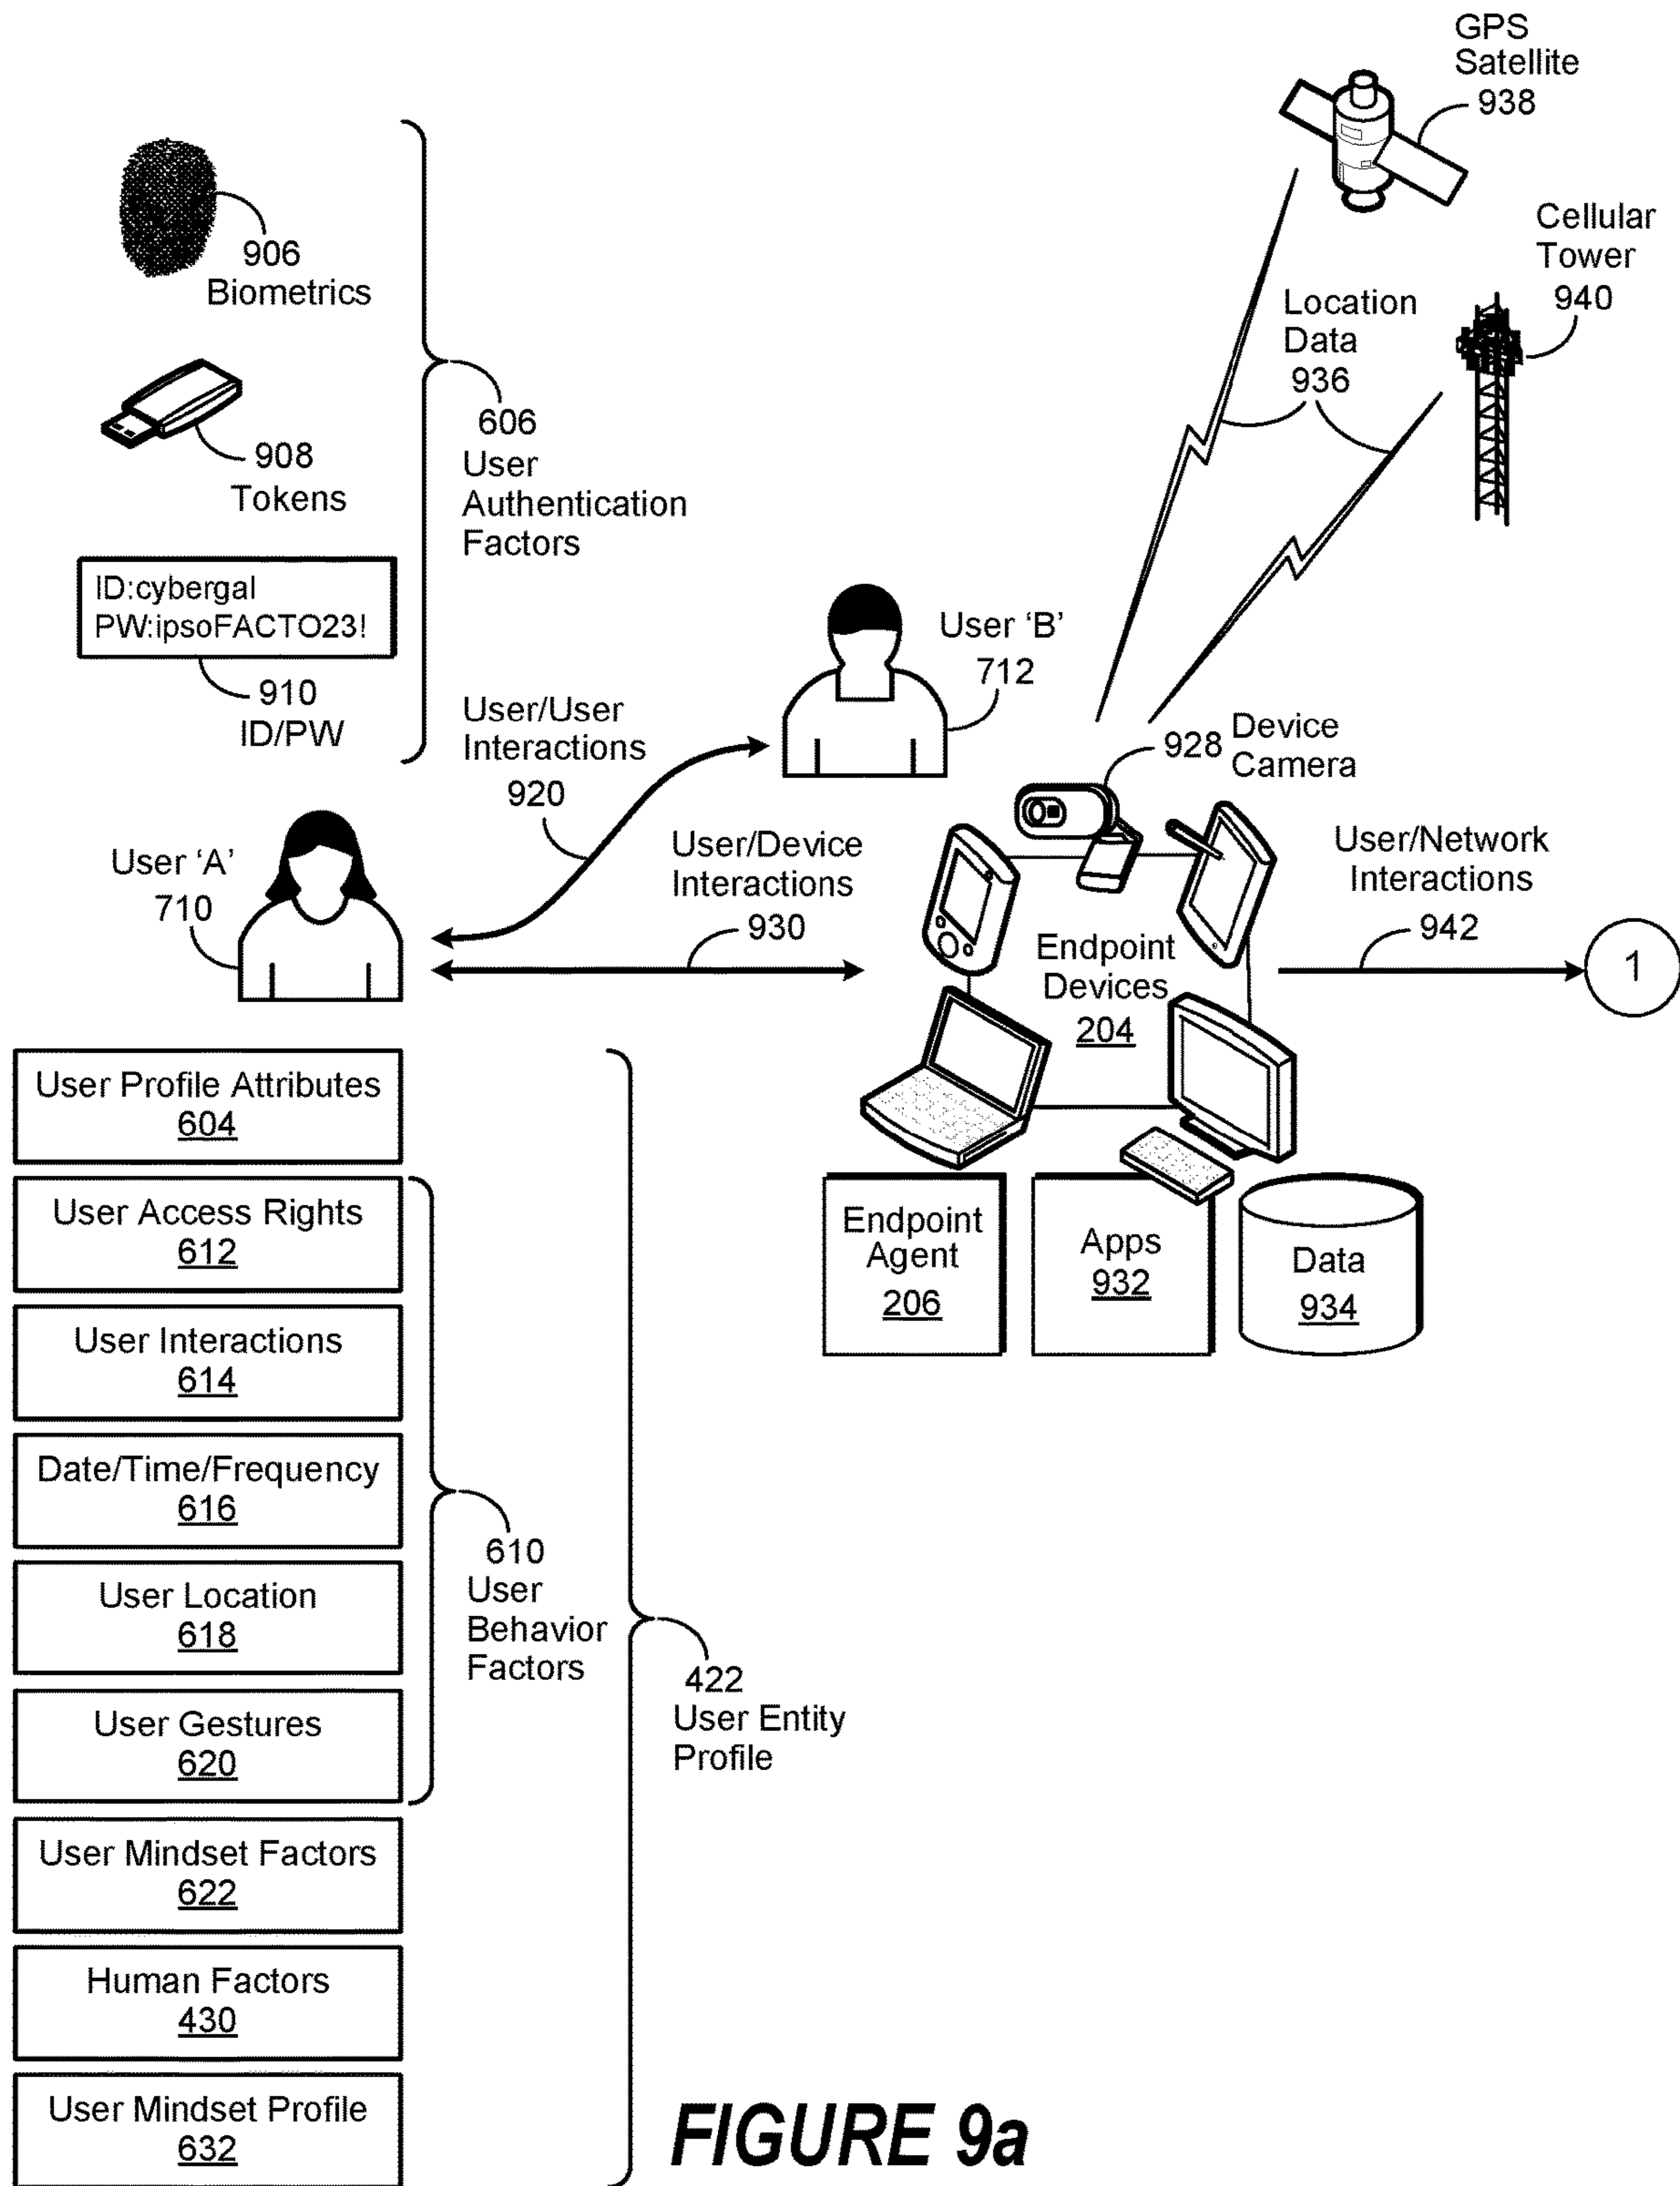 GPS
Satellite
938
Cellular
Tower
940
Location
Data
936
906
Biometrics
908
Tokens
ID:cybergal
PW:ipsoFACTO23!
910
ID/PW
606
User
Authentication
Factors
User ‘B’
712
User/User
Interactions
920
928
Device
Camera
User ‘A’
710
User/Device
Interactions
930
Endpoint
Devices
204
User/Network
Interactions
942
1
Endpoint
Agent
206
Apps
932
Data
934
User Profile Attributes
604
User Access Rights
612
User Interactions
614
Date/Time/Frequency
616
User Location
618
User Gestures
620
User Mindset Factors
622
Human Factors
430
User Mindset Profile
632
610
User
Behavior
Factors
422
User Entity
Profile
FIGURE 9a